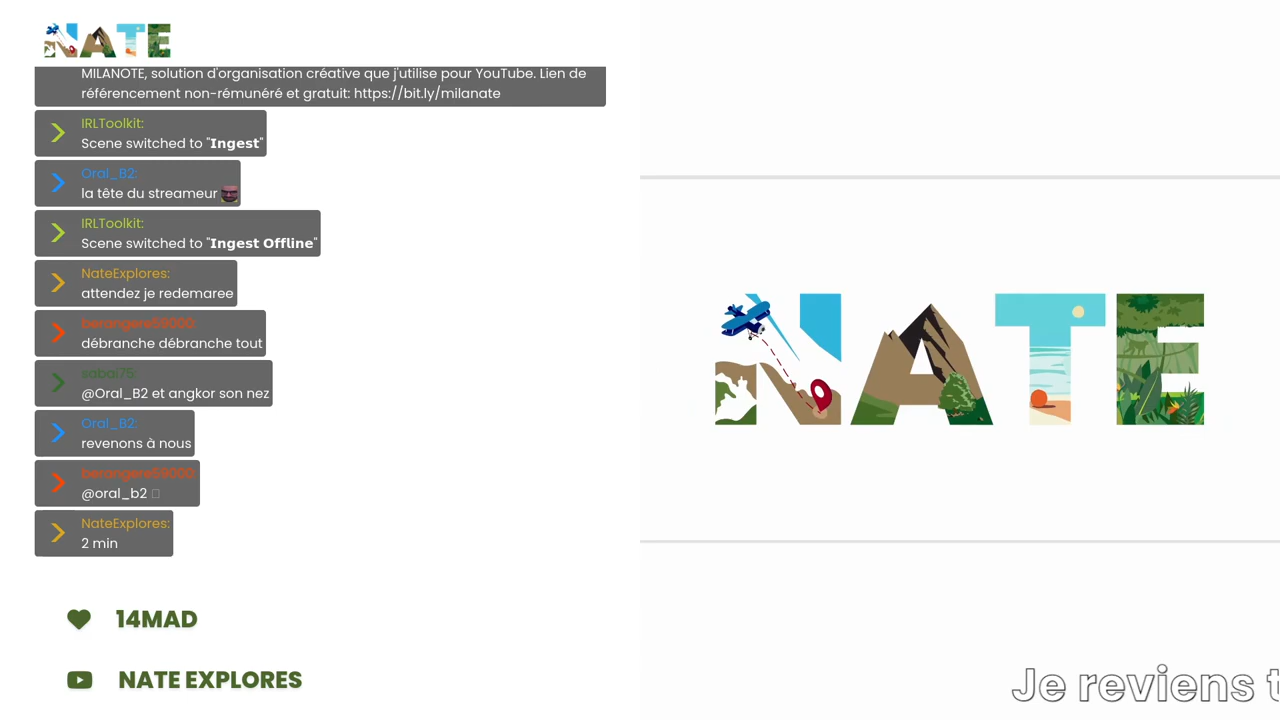 NATE
MILANOTE, solution d'organisation créative que j'utilise pour YouTube. Lien de
référencement non-rémunéré et gratuit: https://bit.ly/milanate
IRLToolkit:
Scene switched to "Ingest"
Oral_B2:
la tête du streameur
IRLToolkit:
Scene switched to "Ingest Offline"
NateExplores:
attendez je redemaree
berangere59000:
débranche débranche tout
sabai75:
@Oral_B2 et angkor son nez
Oral_B2:
revenons à nous
berangere59000:
@oral_b2
NateExplores:
2 min
14MAD
NATE EXPLORES
NATE
Je reviens t